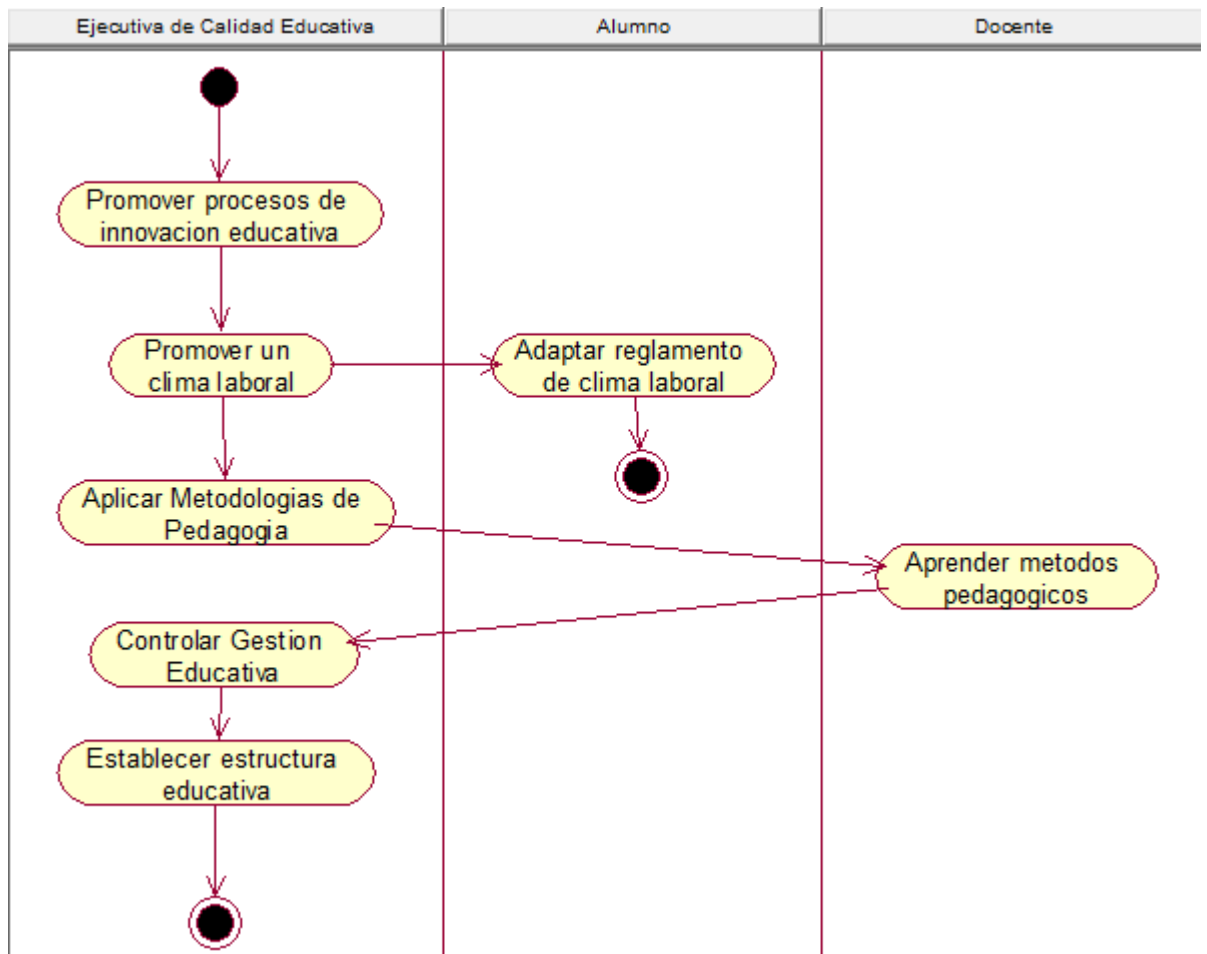 Ejecutiva de Calidad Educativa
Alumno
Docente
Promover procesos de
innovacion educativa
Promover un
clima laboral
Adaptar reglamento
de clima laboral
Aplicar Metodologias de
Pedagogia
Aprender metodos
pedagogicos
Controlar Gestion
Educativa
Establecer estructura
educativa